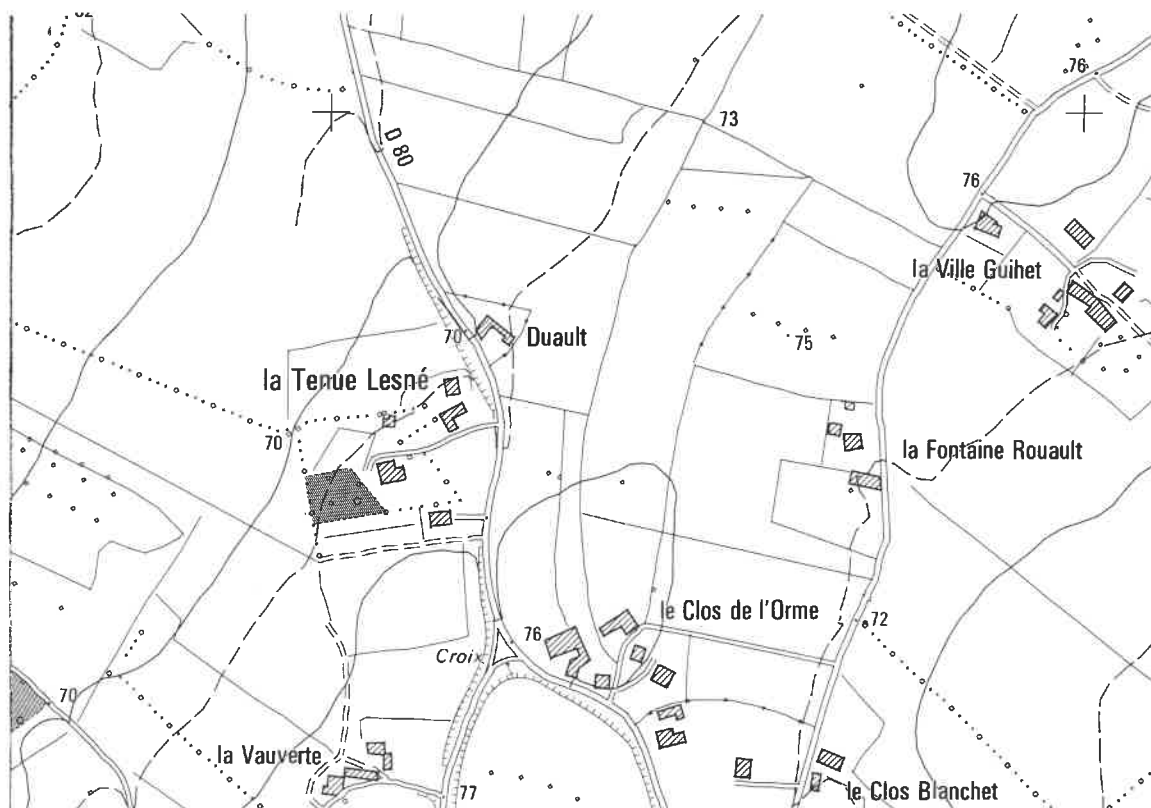 76
D 80
73
76
la Ville Guihet
70
Duault
75
la Tenue Lesné
70
la Fontaine Rouault
le Clos de l'Orme
72
76
Croix
70
la Vauverte
77
le Clos Blanchet